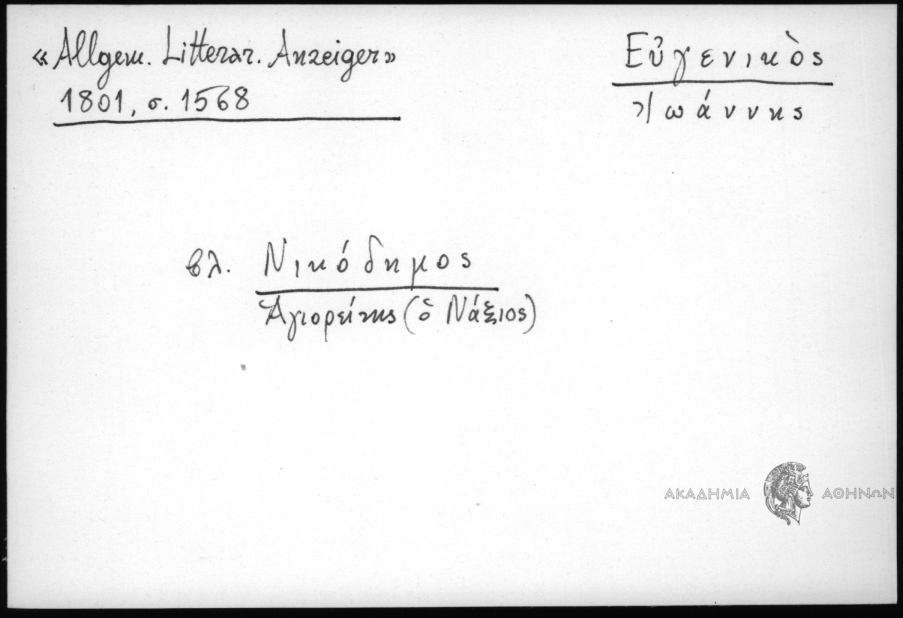 «Allgem. Litterar. Anzeiger»
1801, σ. 1568
Εὐγενικὸς
Ἰωάννης
βλ. Νικόδημος
Ἁγιορείτης (ὁ Νάξιος)
ΑΚΑΔΗΜΙΑ ΑΘΗΝΩΝ